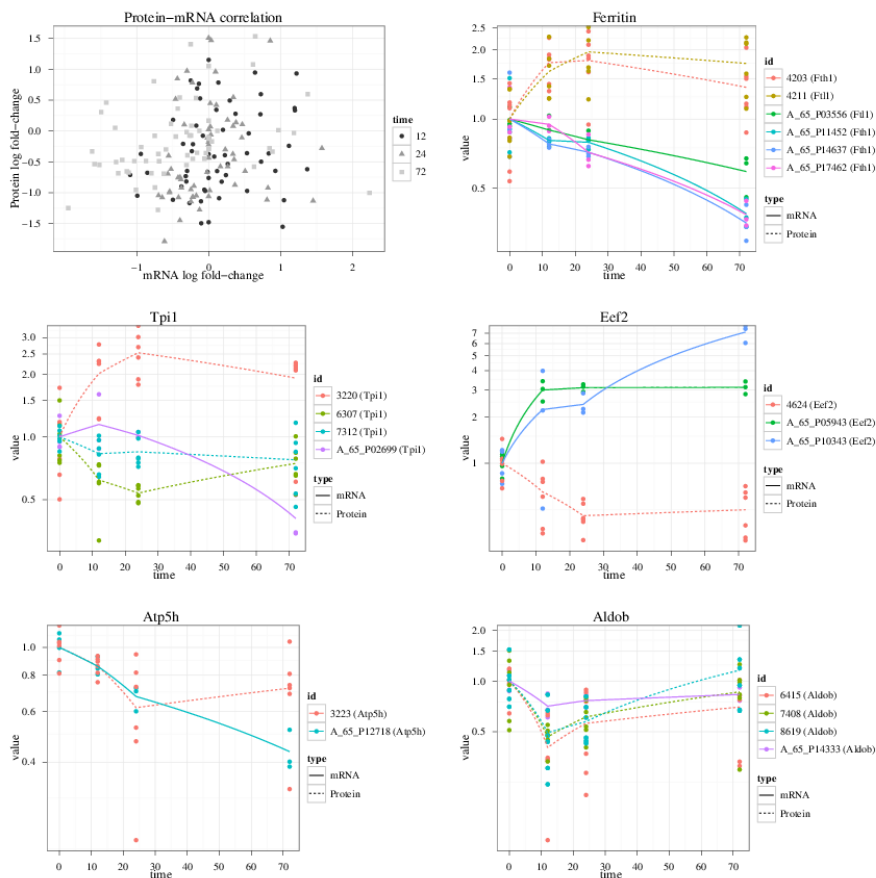 Protein−mRNA correlation
Protein log fold−change
1.5
1.0
0.5
0.0
−0.5
−1.0
−1.5
−1
0
1
2
mRNA log fold−change
time
12
24
72
Ferritin
value
2.5
2.0
1.5
1.0
0.5
0
10
20
30
40
50
60
70
time
id
4203 (Fth1)
4211 (Ftl1)
A_65_P03556 (Ftl1)
A_65_P11452 (Fth1)
A_65_P14637 (Fth1)
A_65_P17462 (Fth1)
type
mRNA
Protein
Tpi1
value
3.0
2.5
2.0
1.5
1.0
0.5
0
10
20
30
40
50
60
70
time
id
3220 (Tpi1)
6307 (Tpi1)
7312 (Tpi1)
A_65_P02699 (Tpi1)
type
mRNA
Protein
Eef2
value
7
6
5
4
3
2
1
0
10
20
30
40
50
60
70
time
id
4624 (Eef2)
A_65_P05943 (Eef2)
A_65_P10343 (Eef2)
type
mRNA
Protein
Atp5h
value
1.0
0.8
0.6
0.4
0
10
20
30
40
50
60
70
time
id
3223 (Atp5h)
A_65_P12718 (Atp5h)
type
mRNA
Protein
Aldob
value
2.0
1.5
1.0
0.5
0
10
20
30
40
50
60
70
time
id
6415 (Aldob)
7408 (Aldob)
8619 (Aldob)
A_65_P14333 (Aldob)
type
mRNA
Protein